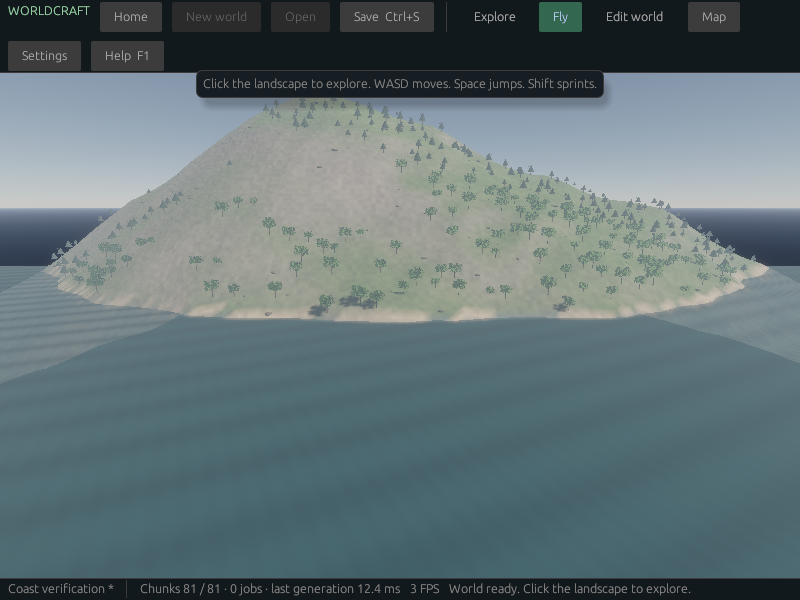 WORLDCRAFT Home New world Open Save Ctrl+S Explore Fly Edit world Map
Settings Help F1
Click the landscape to explore. WASD moves. Space jumps. Shift sprints.
Coast verification * Chunks 81 / 81 · 0 jobs · last generation 12.4 ms 3 FPS World ready. Click the landscape to explore.